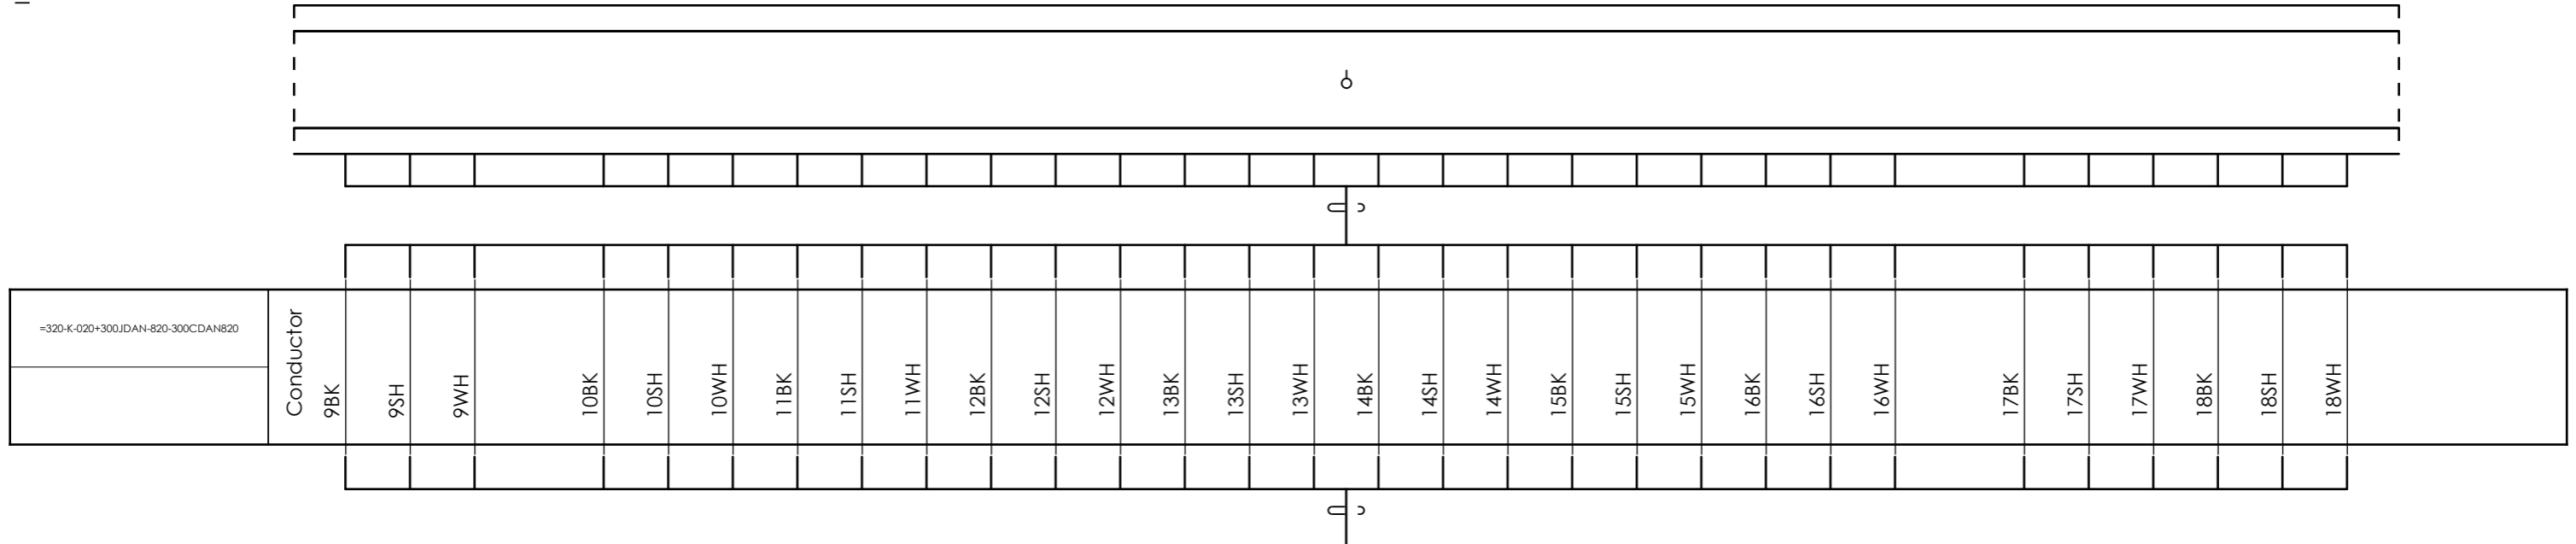 =320-K-020+300JDAN-820-300CDAN820
Conductor
9BK
9SH
9WH
10BK
10SH
10WH
11BK
11SH
11WH
12BK
12SH
12WH
13BK
13SH
13WH
14BK
14SH
14WH
15BK
15SH
15WH
16BK
16SH
16WH
17BK
17SH
17WH
18BK
18SH
18WH